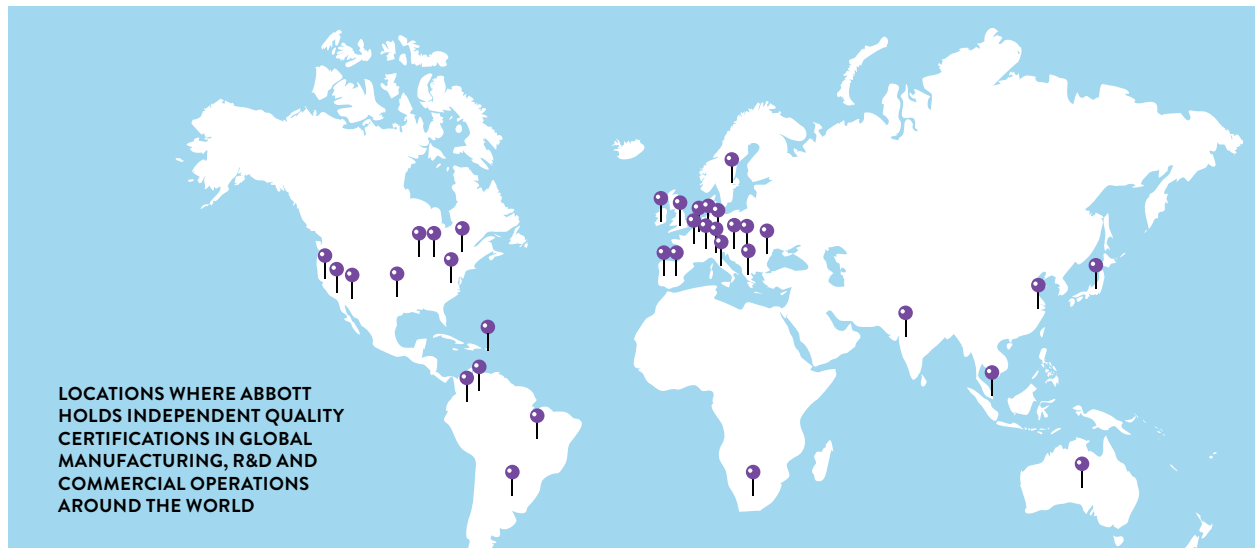 LOCATIONS WHERE ABBOTT
HOLDS INDEPENDENT QUALITY
CERTIFICATIONS IN GLOBAL
MANUFACTURING, R&D AND
COMMERCIAL OPERATIONS
AROUND THE WORLD